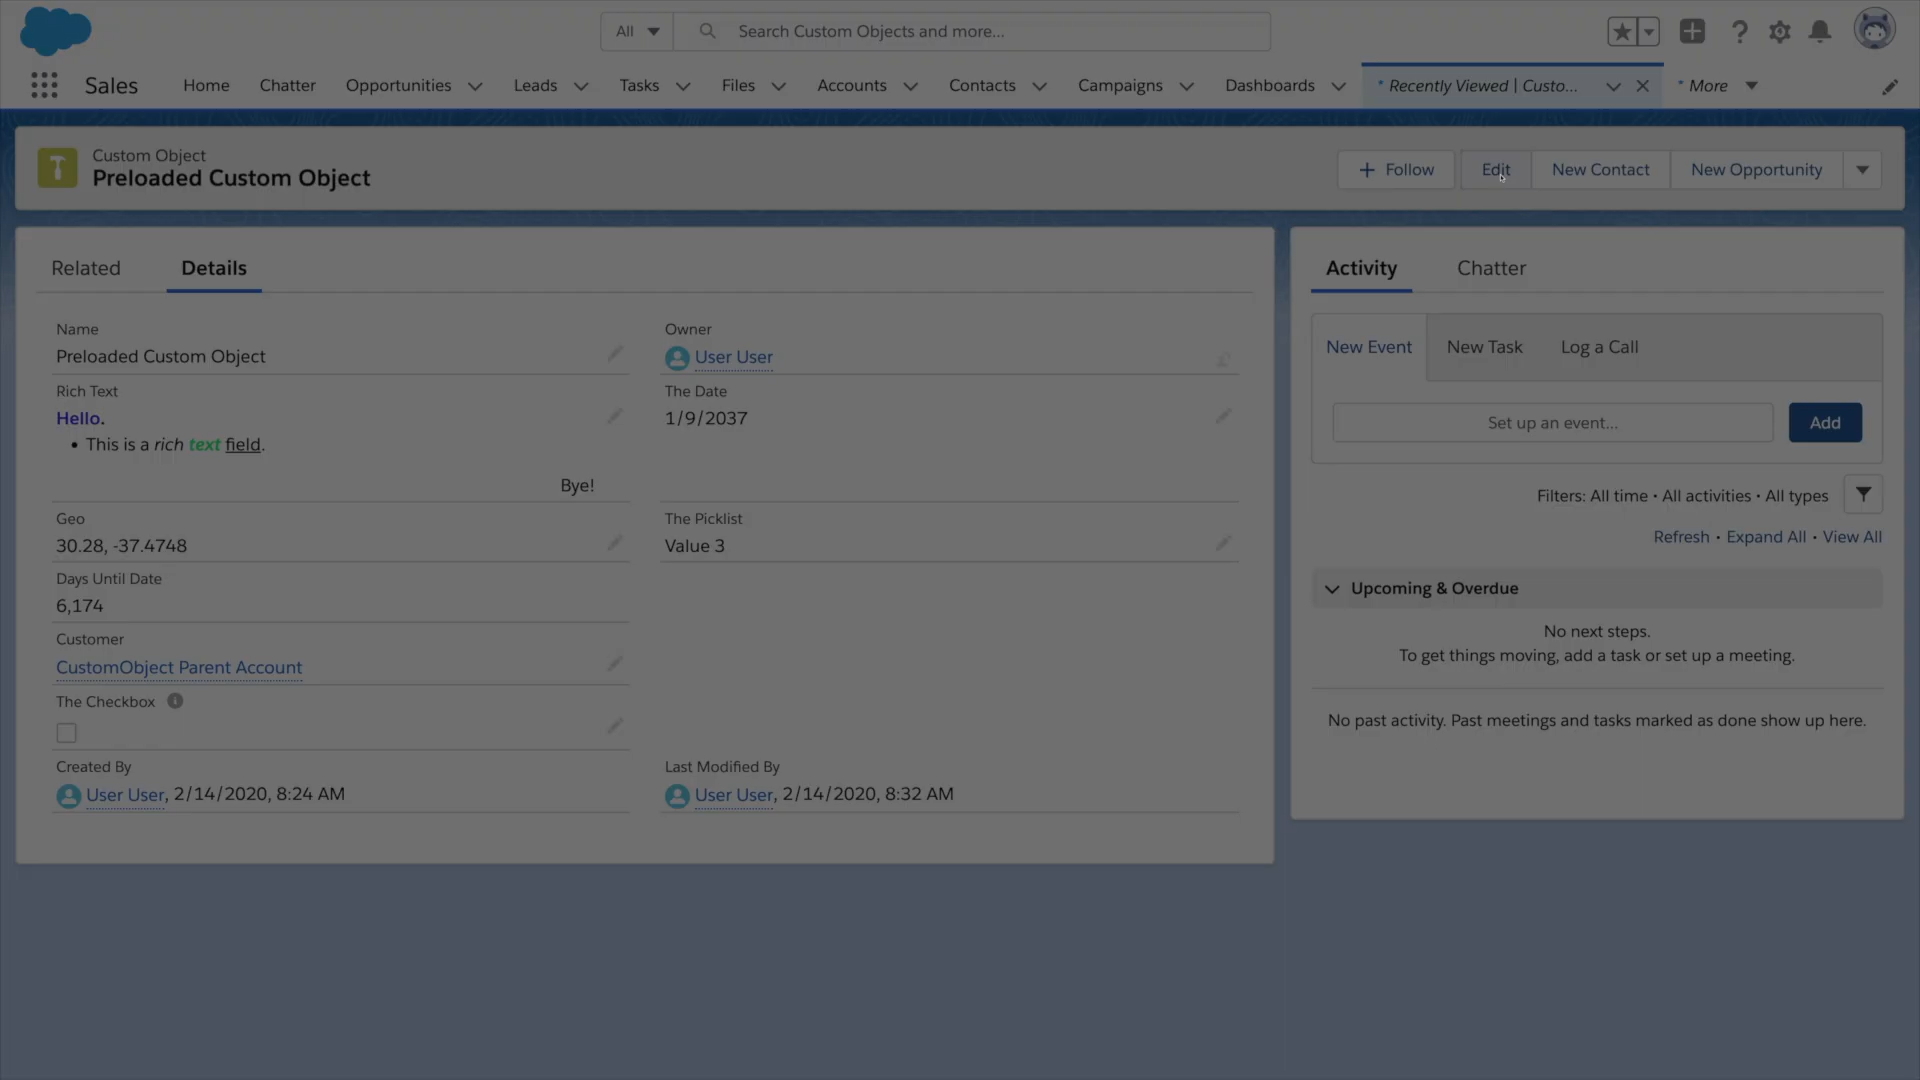 All
Search Custom Objects and more...
Sales
Home
Chatter
Opportunities
Leads
Tasks
Files
Accounts
Contacts
Campaigns
Dashboards
* Recently Viewed | Custo...
* More
Custom Object
Preloaded Custom Object
+ Follow
Edit
New Contact
New Opportunity
Related
Details
Name
Preloaded Custom Object
Owner
User User
Rich Text
Hello.
• This is a rich text field.
Bye!
The Date
1/9/2037
Geo
30.28, -37.4748
The Picklist
Value 3
Days Until Date
6,174
Customer
CustomObject Parent Account
The Checkbox
Created By
User User, 2/14/2020, 8:24 AM
Last Modified By
User User, 2/14/2020, 8:32 AM
Activity
Chatter
New Event
New Task
Log a Call
Set up an event...
Add
Filters: All time • All activities • All types
Refresh • Expand All • View All
Upcoming & Overdue
No next steps.
To get things moving, add a task or set up a meeting.
No past activity. Past meetings and tasks marked as done show up here.